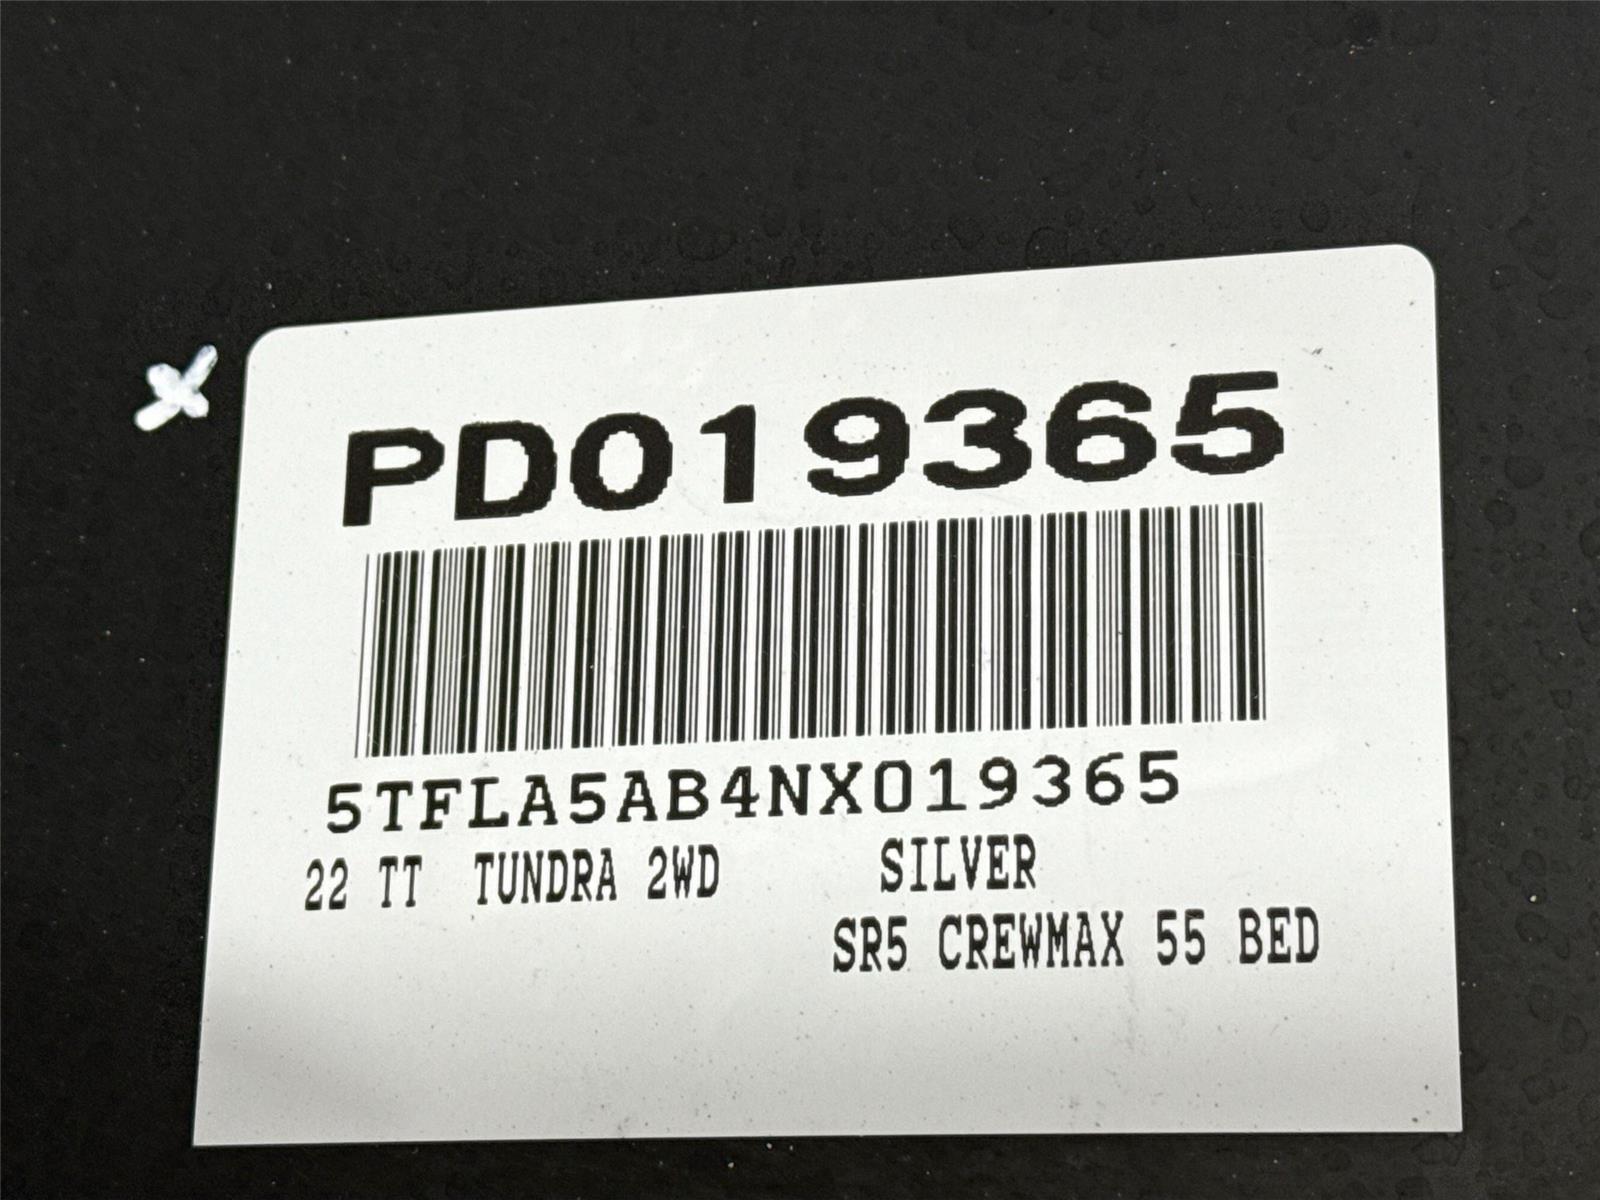 PD019365
5TFLA5AB4NX019365
22 TT TUNDRA 2WD SILVER
SR5 CREWMAX 55 BED